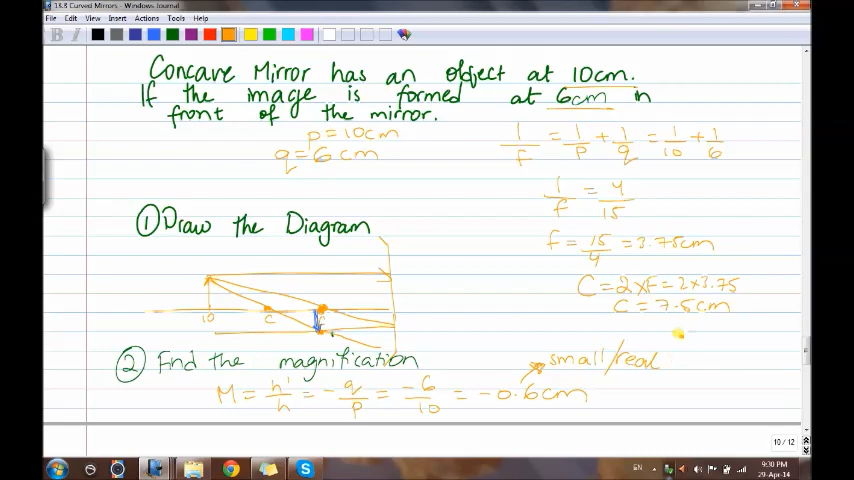 13.3 Curved Mirrors - Windows Journal
File Edit View Insert Actions Tools Help
Concave Mirror has an object at 10cm.
If the image is formed at 6cm in
front of the mirror.
p = 10cm
q = 6cm
1/f = 1/p + 1/q = 1/10 + 1/6
1/f = 4/15
f = 15/4 = 3.75cm
C = 2xF = 2x3.75
C = 7.5cm
① Draw the Diagram
10 C F
② Find the magnification
small/real
M = h'/h = -q/p = -6/10 = -0.6cm
10 / 12
EN
9:30 PM
29-Apr-14